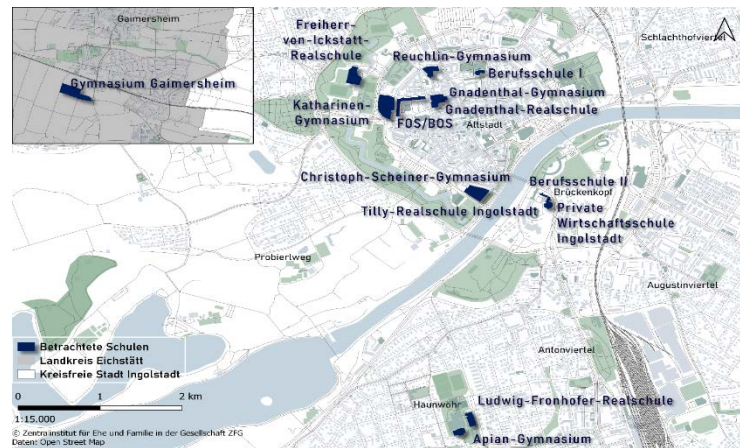 Gaimersheim
Gymnasium Gaimersheim
Freiherr-
von-Ickstatt-
Realschule
Reuchlin-Gymnasium
Schlachthofviertel
Berufsschule I
Gnadenthal-Gymnasium
Katharinen-
Gymnasium
Gnadenthal-Realschule
FOS/BOS
Altstadt
Christoph-Scheiner-Gymnasium
Berufsschule II
Brückenkopf
Tilly-Realschule Ingolstadt
Private
Wirtschaftsschule
Ingolstadt
Probierlweg
Augustinviertel
Betrachtete Schulen
Landkreis Eichstätt
Kreisfreie Stadt Ingolstadt
Antonviertel
0 1 2 km
1:15.000
Haunwöhr
Ludwig-Fronhofer-Realschule
Apian-Gymnasium
© Zentralinstitut für Ehe und Familie in der Gesellschaft ZFG
Daten: Open Street Map